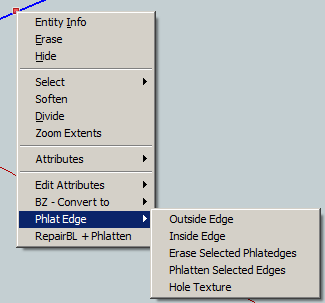 Entity Info
Erase
Hide
Select
Soften
Divide
Zoom Extents
Attributes
Edit Attributes
BZ - Convert to
Phlat Edge
RepairBL + Phlatten
Outside Edge
Inside Edge
Erase Selected Phlatedges
Phlatten Selected Edges
Hole Texture